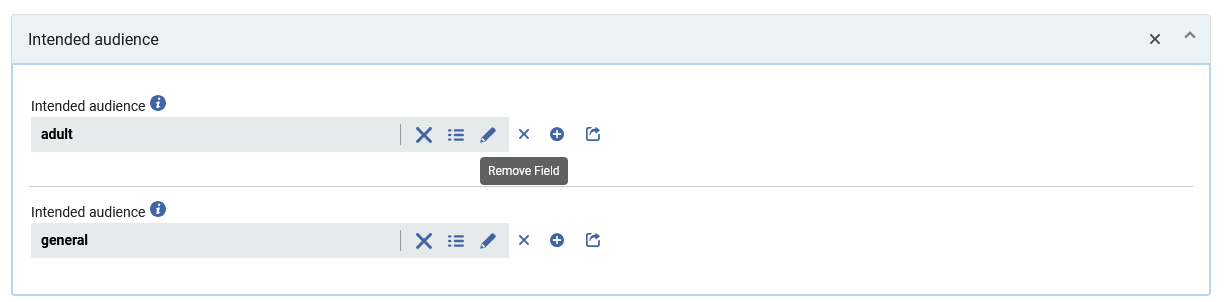 Intended audience
Intended audience
adult
Remove Field
Intended audience
general